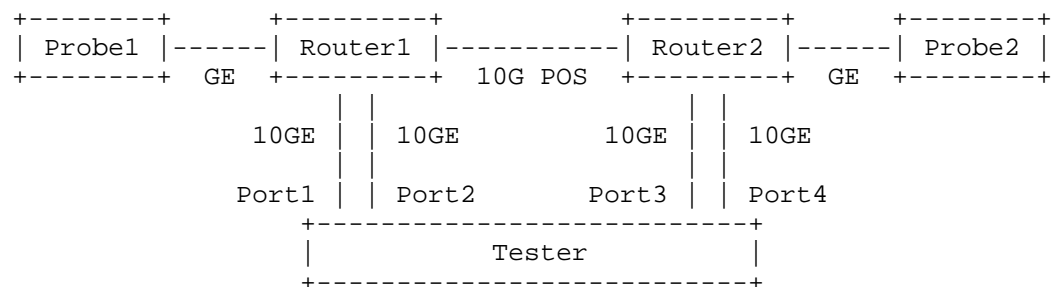 Probe1 Router1 Router2 Probe2
GE 10G POS GE
10GE 10GE 10GE 10GE
Port1 Port2 Port3 Port4
Tester